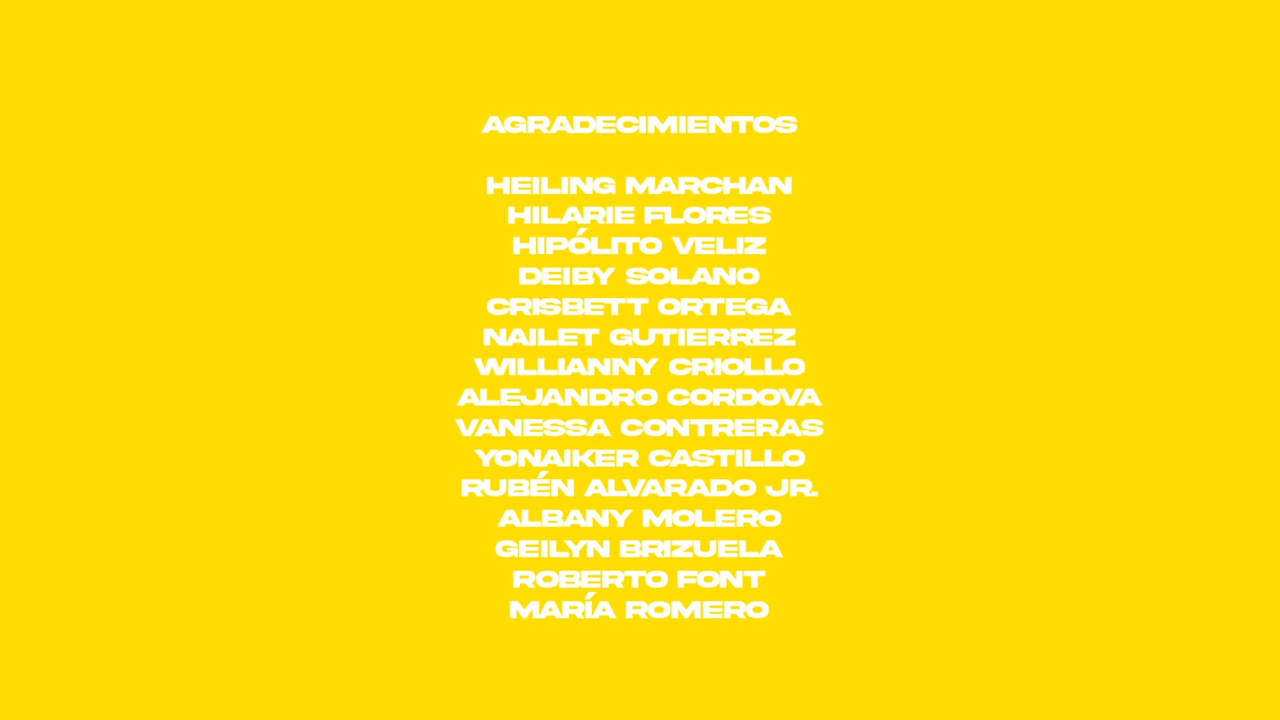 AGRADECIMIENTOS
HEILING MARCHAN
HILARIE FLORES
HIPÓLITO VELIZ
DEIBY SOLANO
CRISBETT ORTEGA
NAILET GUTIERREZ
WILLIANNY CRIOLLO
ALEJANDRO CORDOVA
VANESSA CONTRERAS
YONAIKER CASTILLO
RUBÉN ALVARADO JR.
ALBANY MOLERO
GEILYN BRIZUELA
ROBERTO FONT
MARÍA ROMERO